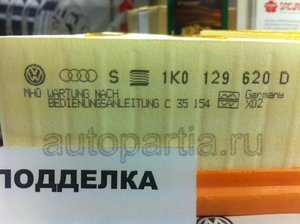 S 1K0 129 620 D
MHO WARTUNG NACH
BEDIENUNGSANLEITUNG C 35 154
Germany
X02
autopartia.ru
ПОДДЕЛКА